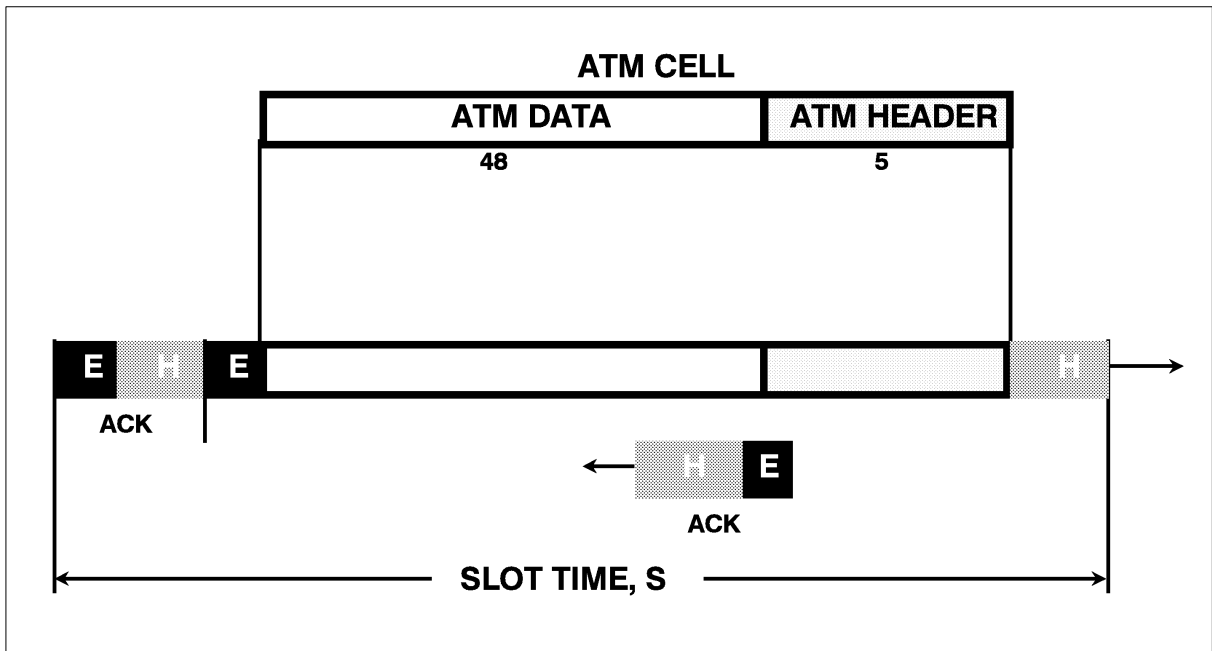 ATM CELL
ATM DATA ATM HEADER
48 5
E H E H
ACK
H E
ACK
SLOT TIME, S